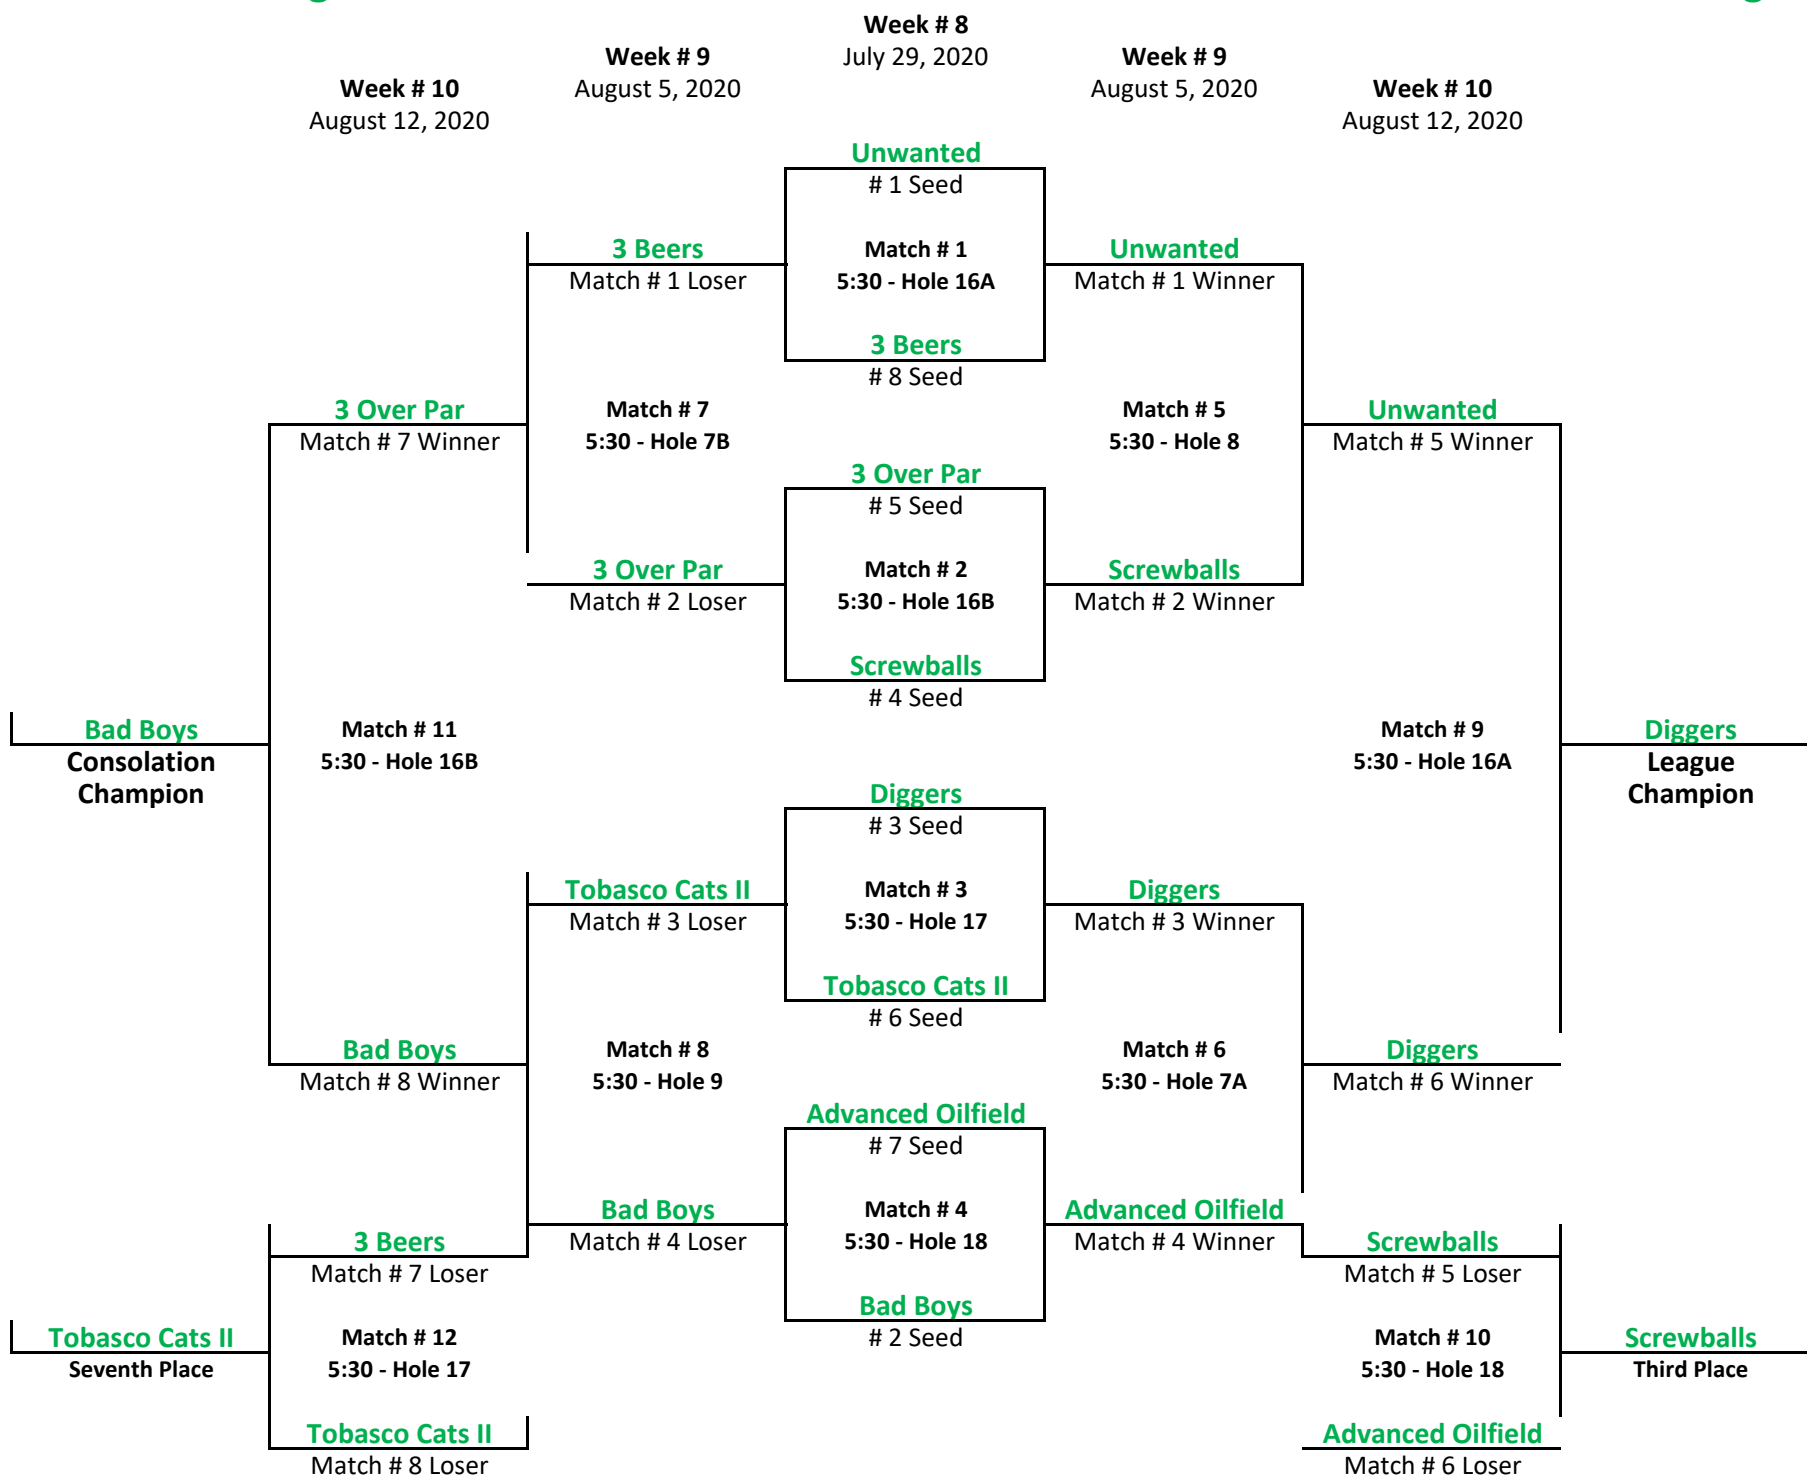 Week # 8
July 29, 2020
Week # 9
August 5, 2020
Week # 9
August 5, 2020
Week # 10
August 12, 2020
Week # 10
August 12, 2020
Unwanted
# 1 Seed
3 Beers
Match # 1 Loser
Match # 1
5:30 - Hole 16A
Unwanted
Match # 1 Winner
3 Beers
# 8 Seed
3 Over Par
Match # 7 Winner
Match # 7
5:30 - Hole 7B
Match # 5
5:30 - Hole 8
Unwanted
Match # 5 Winner
3 Over Par
# 5 Seed
3 Over Par
Match # 2 Loser
Match # 2
5:30 - Hole 16B
Screwballs
Match # 2 Winner
Screwballs
# 4 Seed
Bad Boys
Consolation
Champion
Match # 11
5:30 - Hole 16B
Match # 9
5:30 - Hole 16A
Diggers
League
Champion
Diggers
# 3 Seed
Tobasco Cats II
Match # 3 Loser
Match # 3
5:30 - Hole 17
Diggers
Match # 3 Winner
Tobasco Cats II
# 6 Seed
Bad Boys
Match # 8 Winner
Match # 8
5:30 - Hole 9
Match # 6
5:30 - Hole 7A
Diggers
Match # 6 Winner
Advanced Oilfield
# 7 Seed
Bad Boys
Match # 4 Loser
Match # 4
5:30 - Hole 18
Advanced Oilfield
Match # 4 Winner
3 Beers
Match # 7 Loser
Screwballs
Match # 5 Loser
Bad Boys
# 2 Seed
Tobasco Cats II
Seventh Place
Match # 12
5:30 - Hole 17
Match # 10
5:30 - Hole 18
Screwballs
Third Place
Tobasco Cats II
Match # 8 Loser
Advanced Oilfield
Match # 6 Loser